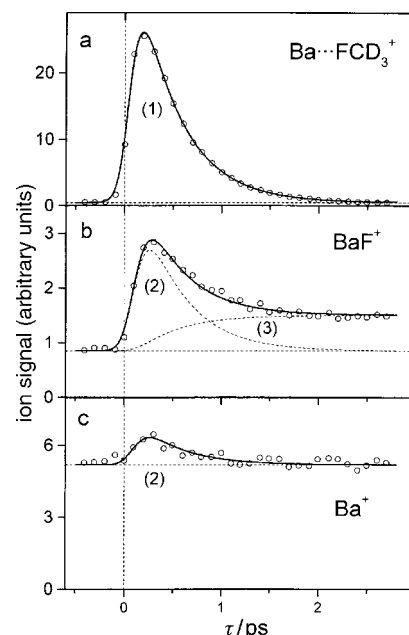 a
Ba···FCD₃⁺
20
(1)
10
0
b
BaF⁺
3
(2)
2
(3)
1
0
c
6
(2)
Ba⁺
3
0
0
1
2
τ/ps
ion signal (arbitrary units)